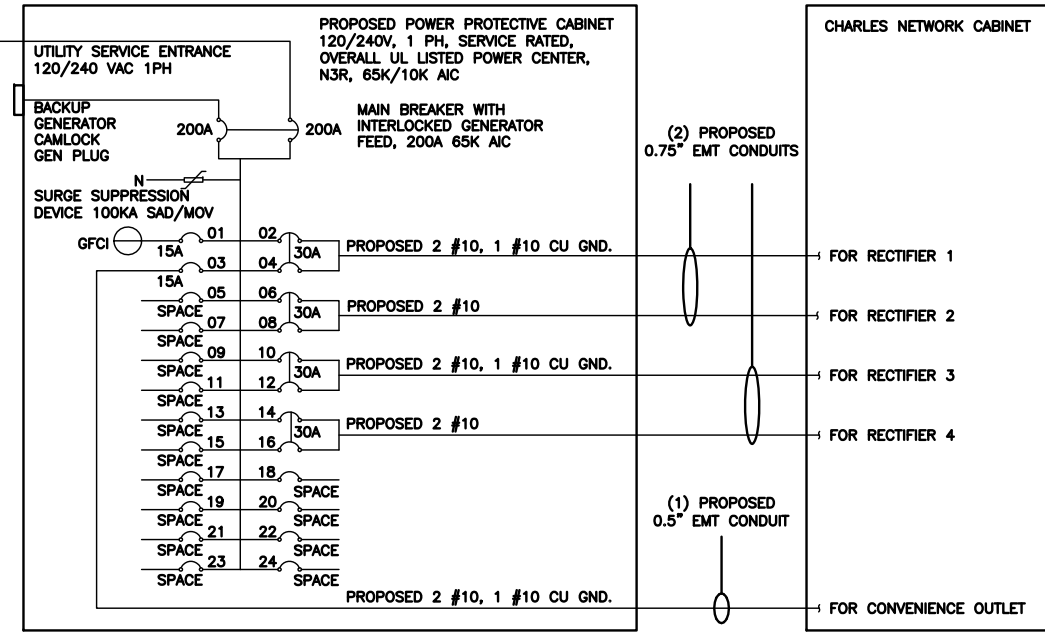 PROPOSED POWER PROTECTIVE CABINET
120/240V, 1 PH, SERVICE RATED,
OVERALL UL LISTED POWER CENTER,
N3R, 65K/10K AIC
CHARLES NETWORK CABINET
UTILITY SERVICE ENTRANCE
120/240 VAC 1PH
BACKUP
GENERATOR
CAMLOCK
GEN PLUG
200A
200A
MAIN BREAKER WITH
INTERLOCKED GENERATOR
FEED, 200A 65K AIC
(2) PROPOSED
0.75" EMT CONDUITS
N
SURGE SUPPRESSION
DEVICE 100KA SAD/MOV
GFCI
15A
01
02
30A
PROPOSED 2 #10, 1 #10 CU GND.
FOR RECTIFIER 1
15A
03
04
SPACE
05
06
30A
PROPOSED 2 #10
FOR RECTIFIER 2
SPACE
07
08
SPACE
09
10
30A
PROPOSED 2 #10, 1 #10 CU GND.
FOR RECTIFIER 3
SPACE
11
12
SPACE
13
14
30A
PROPOSED 2 #10
FOR RECTIFIER 4
SPACE
15
16
SPACE
17
18
SPACE
SPACE
19
20
SPACE
SPACE
21
22
SPACE
SPACE
23
24
SPACE
(1) PROPOSED
0.5" EMT CONDUIT
PROPOSED 2 #10, 1 #10 CU GND.
FOR CONVENIENCE OUTLET